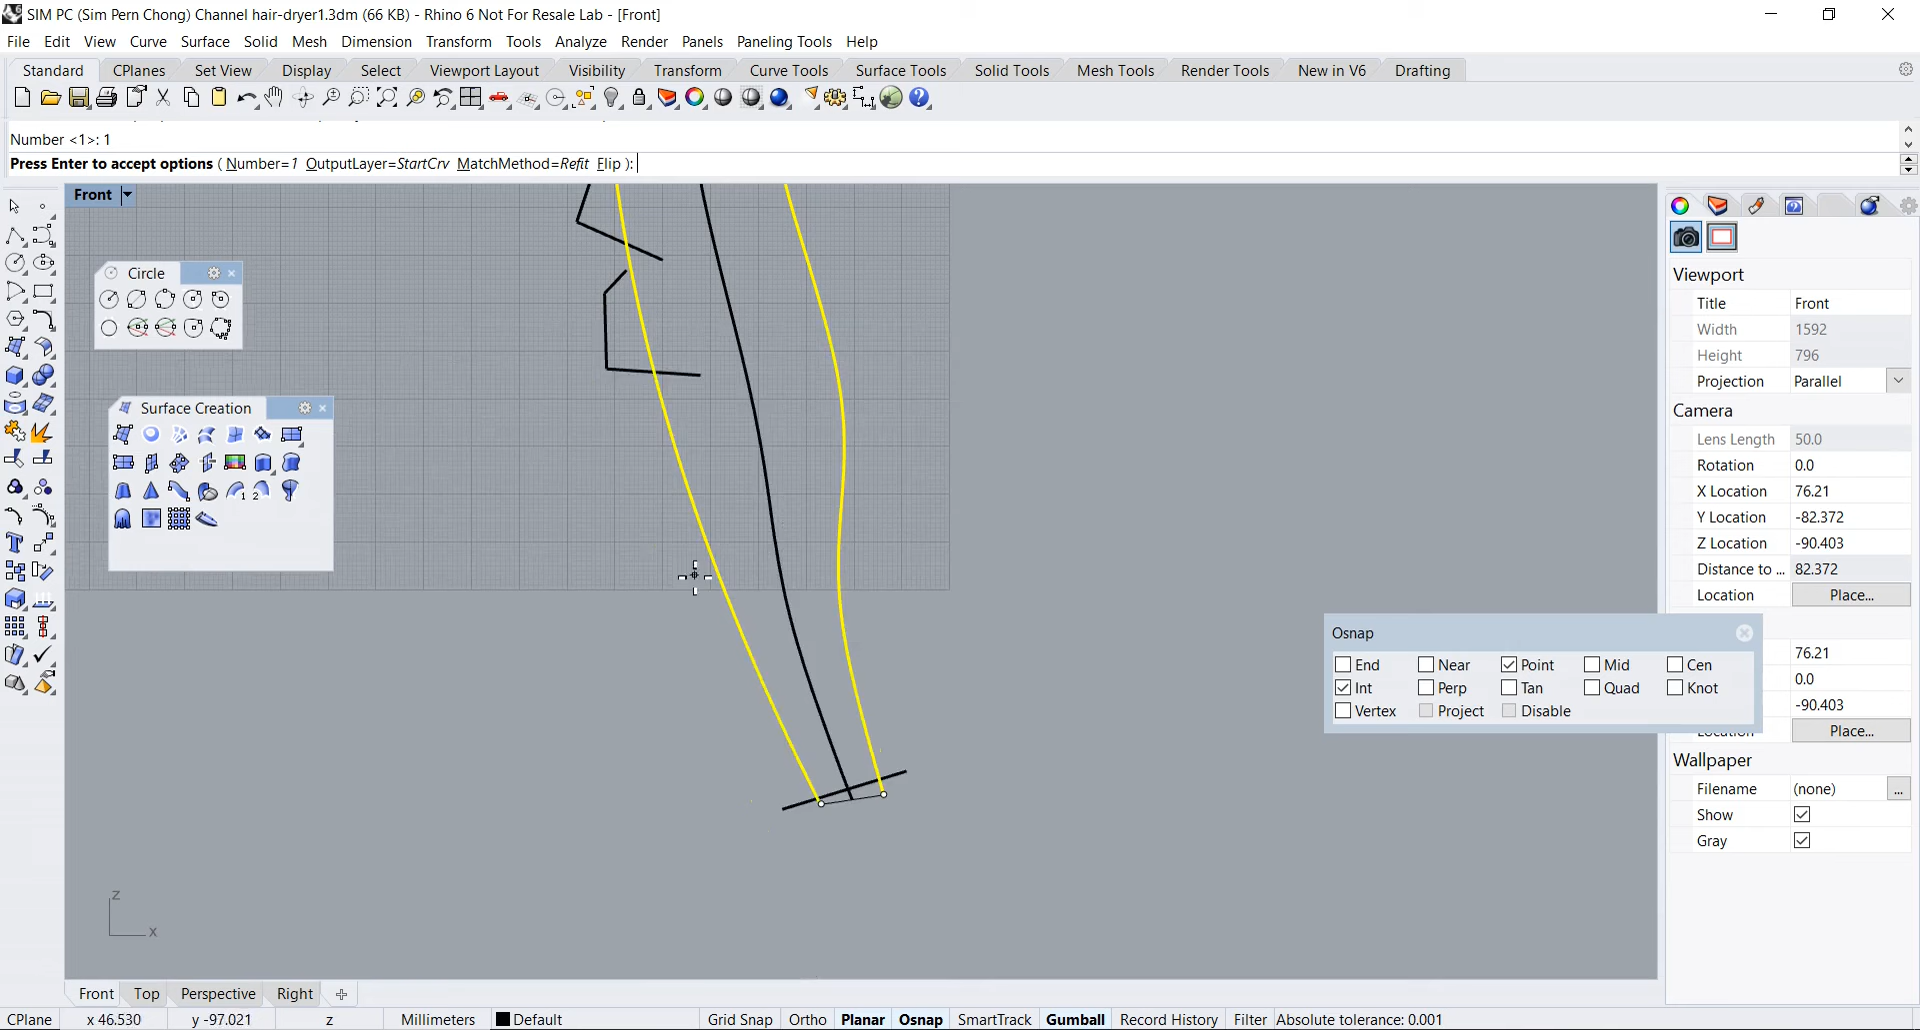 SIM PC (Sim Pern Chong) Channel hair-dryer1.3dm (66 KB) - Rhino 6 Not For Resale Lab - [Front]
File Edit View Curve Surface Solid Mesh Dimension Transform Tools Analyze Render Panels Paneling Tools Help
Standard CPlanes Set View Display Select Viewport Layout Visibility Transform Curve Tools Surface Tools Solid Tools Mesh Tools Render Tools New in V6 Drafting
Number <1>: 1
Press Enter to accept options ( Number=1 OutputLayer=StartCrv MatchMethod=Refit Flip ):
Front
Circle
Surface Creation
1 2
Osnap
End Near Point Mid Cen
Int Perp Tan Quad Knot
Vertex Project Disable
z
x
Viewport
Title Front
Width 1592
Height 796
Projection Parallel
Camera
Lens Length 50.0
Rotation 0.0
X Location 76.21
Y Location -82.372
Z Location -90.403
Distance to ... 82.372
Location Place...
76.21
0.0
-90.403
Location Place...
Wallpaper
Filename (none) ...
Show
Gray
Front Top Perspective Right
CPlane x 46.530 y -97.021 z Millimeters Default Grid Snap Ortho Planar Osnap SmartTrack Gumball Record History Filter Absolute tolerance: 0.001